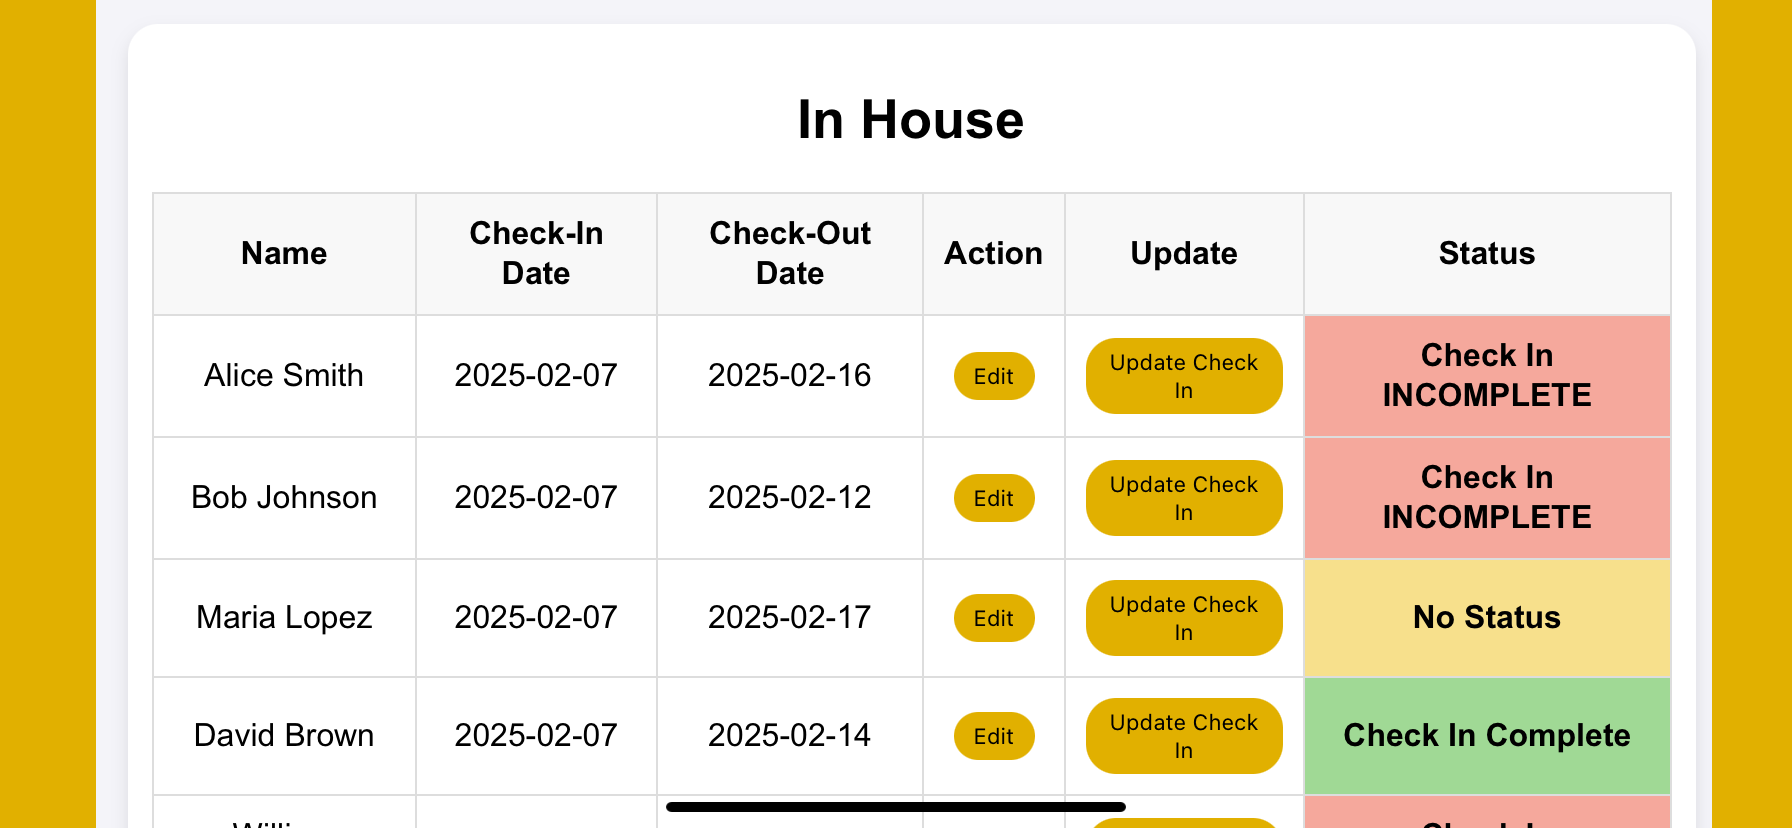 In House
Name
Check-In
Date
Check-Out
Date
Action
Update
Status
Alice Smith
2025-02-07
2025-02-16
Edit
Update Check
In
Check In
INCOMPLETE
Bob Johnson
2025-02-07
2025-02-12
Edit
Update Check
In
Check In
INCOMPLETE
Maria Lopez
2025-02-07
2025-02-17
Edit
Update Check
In
No Status
David Brown
2025-02-07
2025-02-14
Edit
Update Check
In
Check In Complete